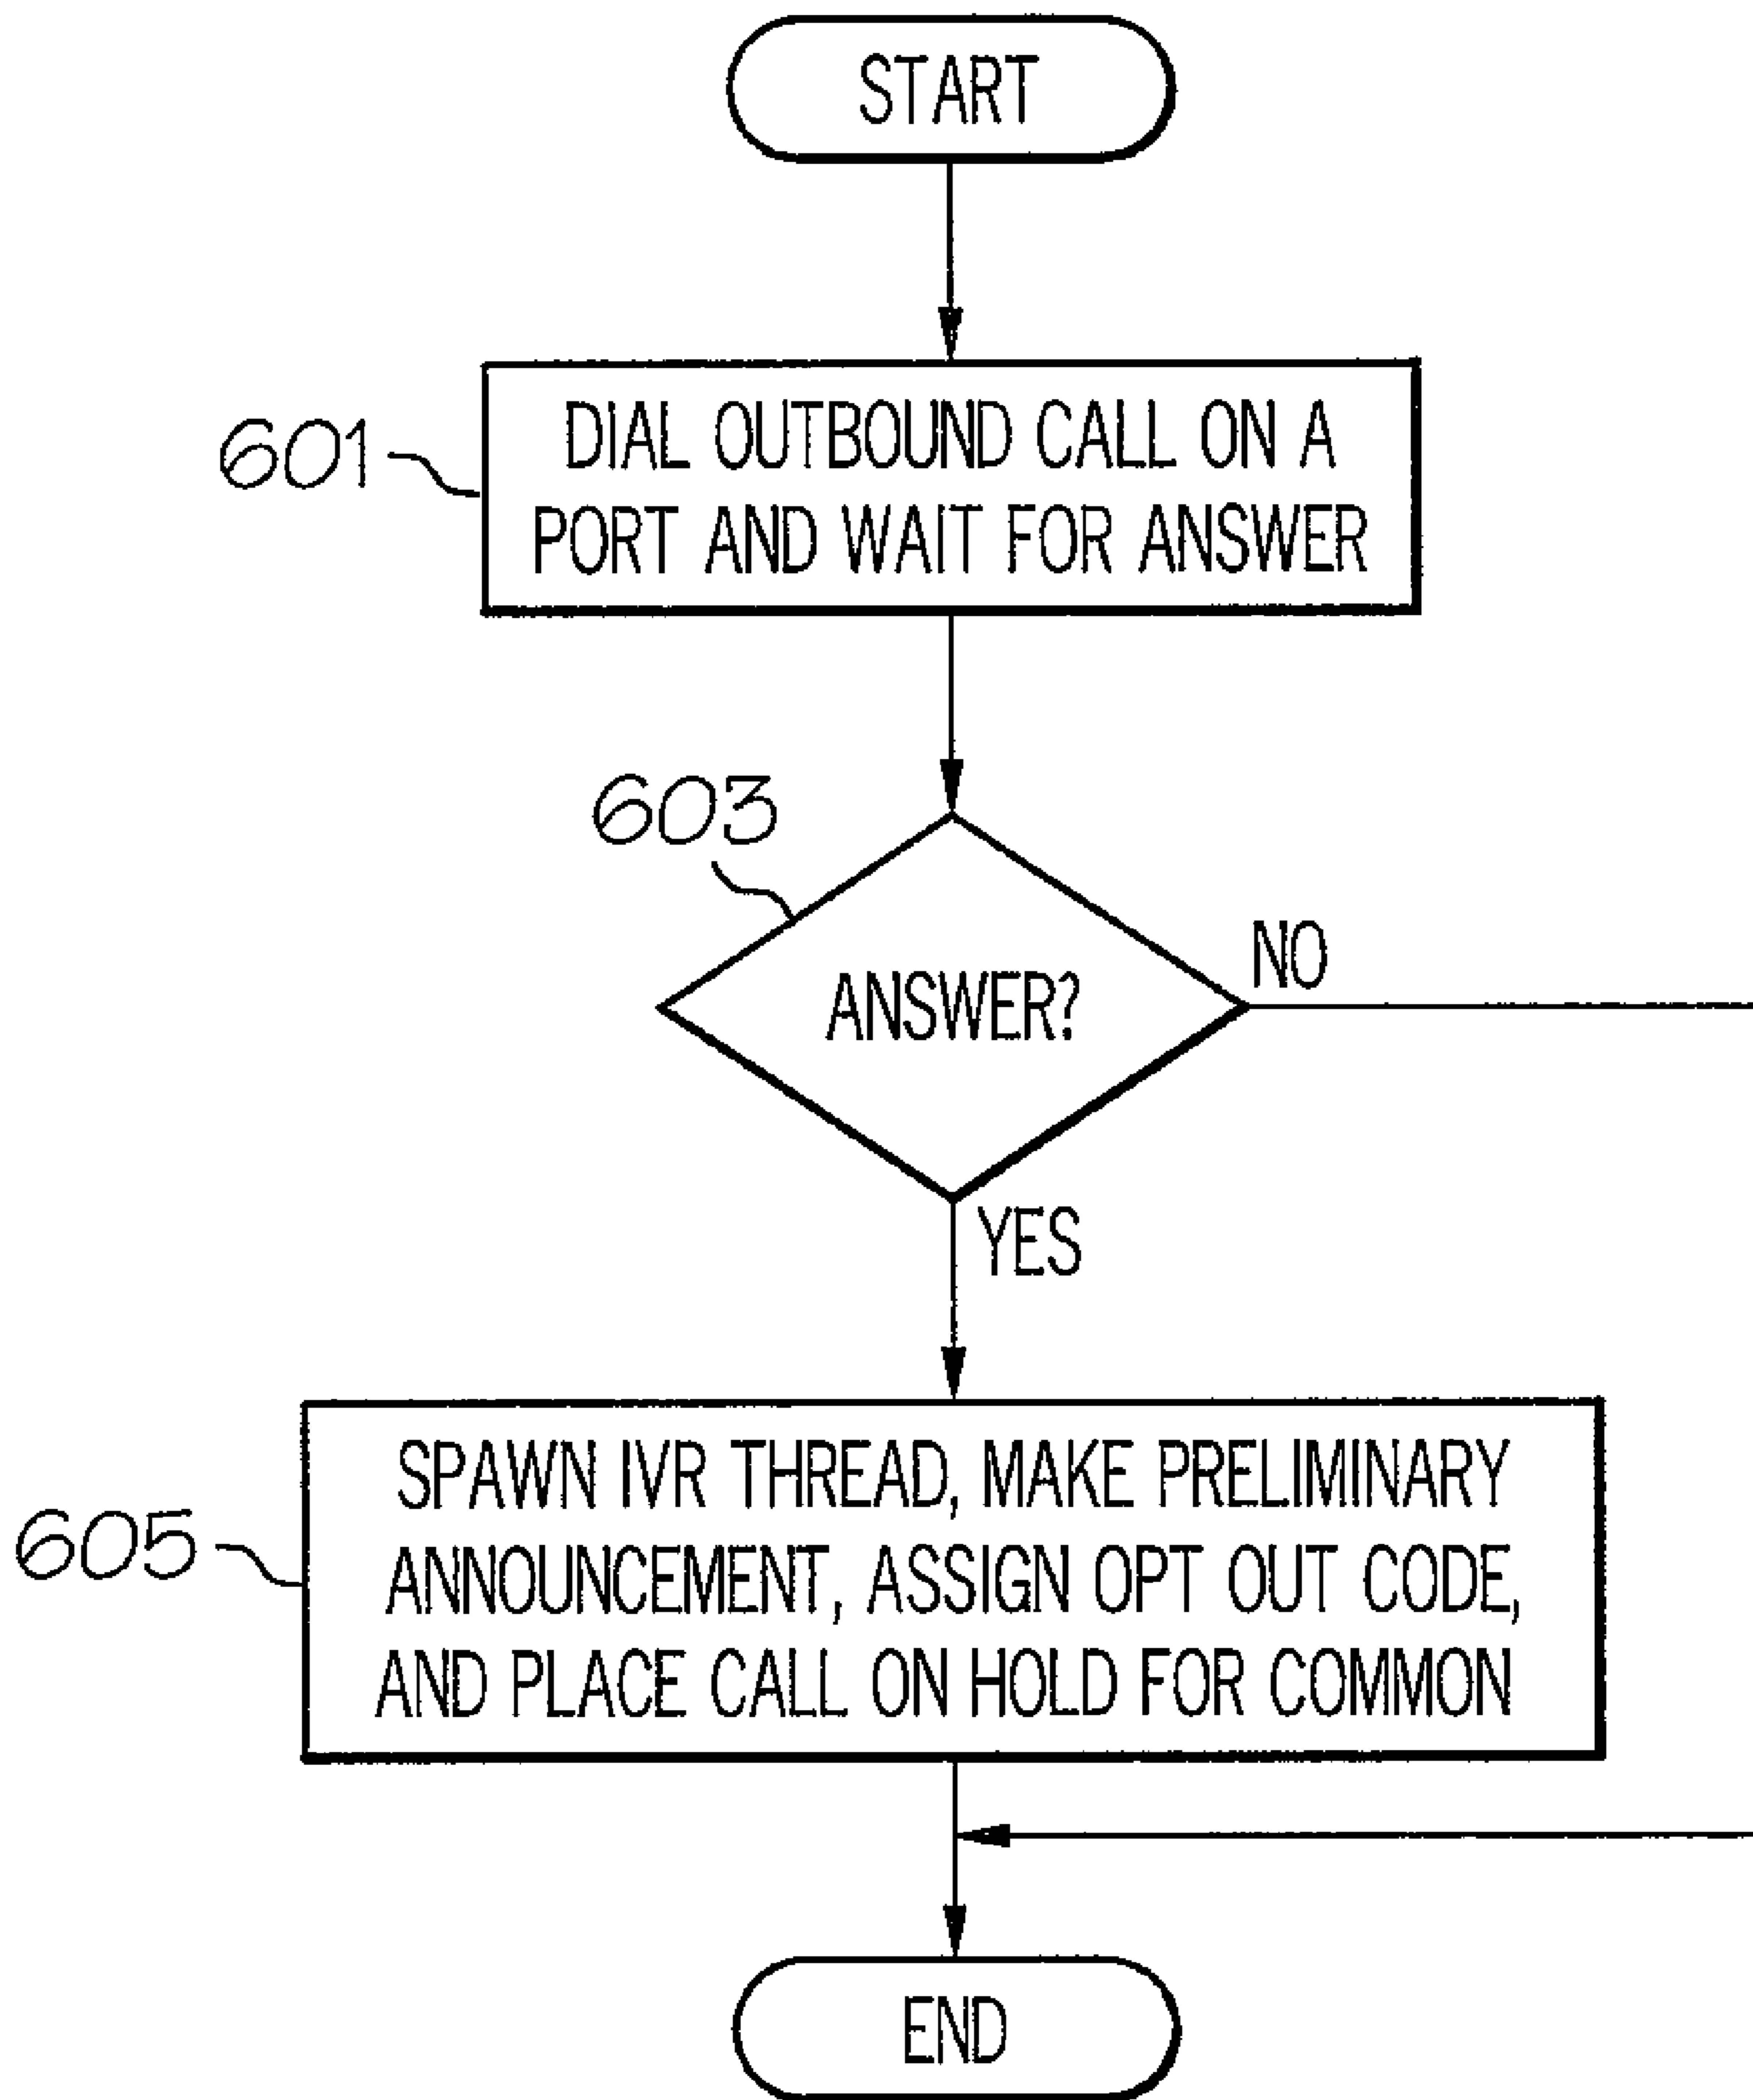 START
601
DIAL OUTBOUND CALL ON A
PORT AND WAIT FOR ANSWER
603
ANSWER?
NO
YES
605
SPAWN IVR THREAD, MAKE PRELIMINARY
ANNOUNCEMENT, ASSIGN OPT OUT CODE,
AND PLACE CALL ON HOLD FOR COMMON
END